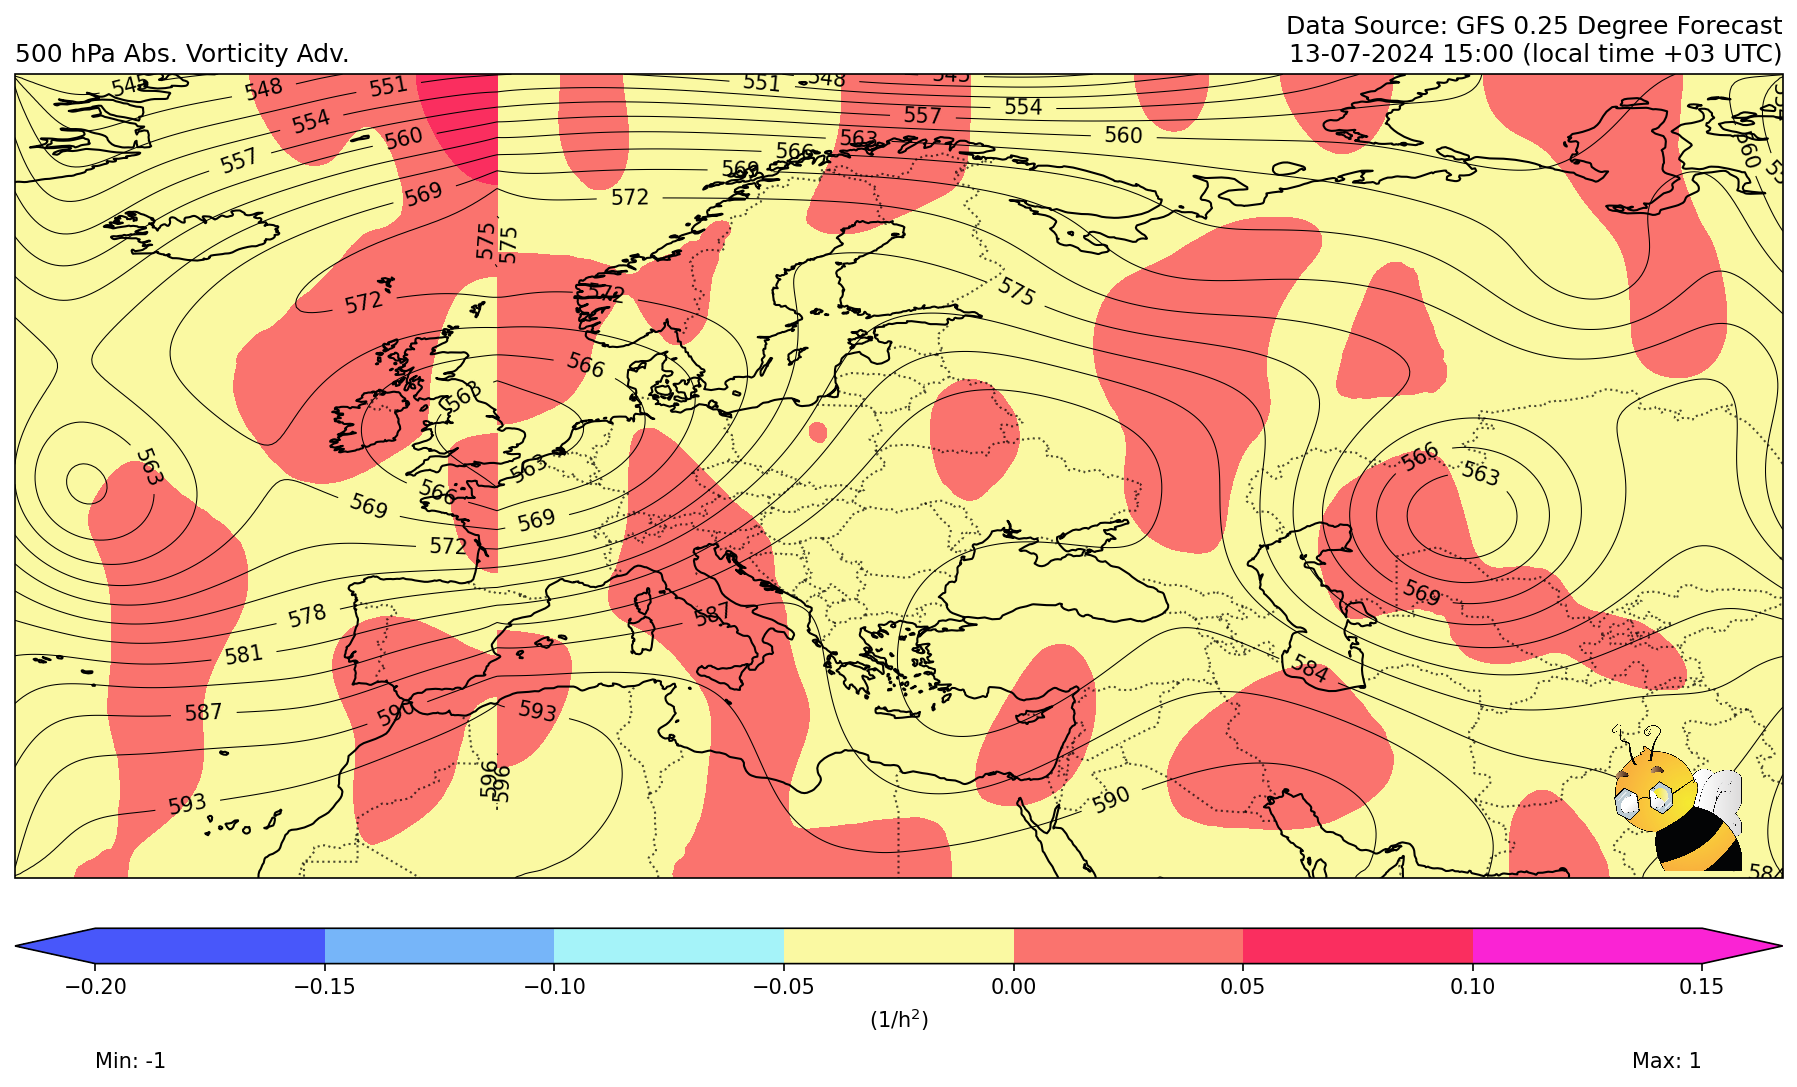 Data Source: GFS 0.25 Degree Forecast
500 hPa Abs. Vorticity Adv.
13-07-2024 15:00 (local time +03 UTC)
545 548 551 551 548 545
554 560 557 554 560
557 563 566 560
569 569 572
575 575
572 572 575
566
563
563 563 566 563
566 569 569
572 569
578 587
581 584
587 590 593
596 596
593 590
58
−0.20 −0.15 −0.10 −0.05 0.00 0.05 0.10 0.15
(1/h²)
Min: -1 Max: 1